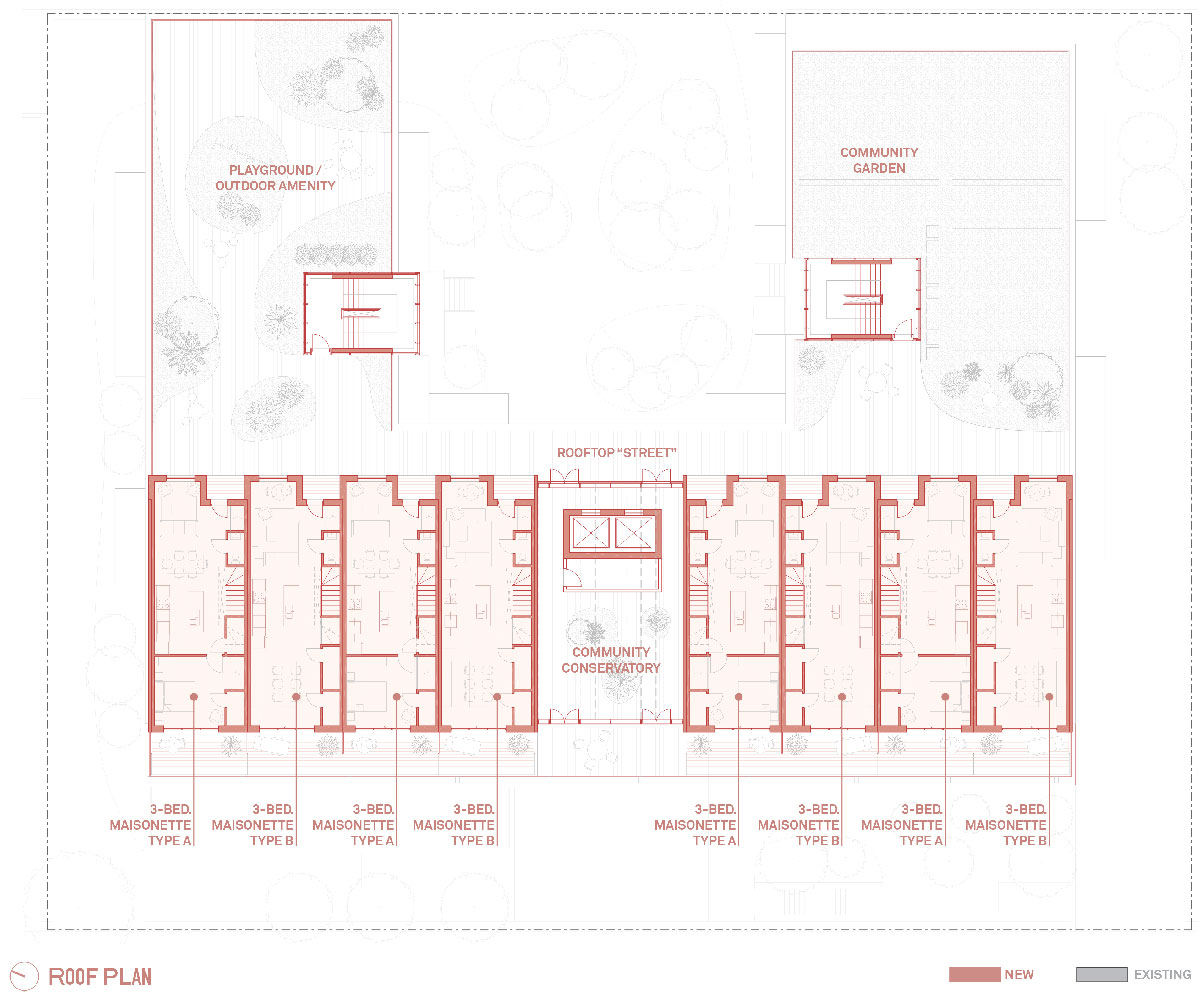 PLAYGROUND /
OUTDOOR AMENITY
COMMUNITY
GARDEN
ROOFTOP “STREET”
COMMUNITY
CONSERVATORY
3-BED.
MAISONETTE
TYPE A
3-BED.
MAISONETTE
TYPE B
3-BED.
MAISONETTE
TYPE A
3-BED.
MAISONETTE
TYPE B
3-BED.
MAISONETTE
TYPE A
3-BED.
MAISONETTE
TYPE B
3-BED.
MAISONETTE
TYPE A
3-BED.
MAISONETTE
TYPE B
ROOF PLAN
NEW
EXISTING